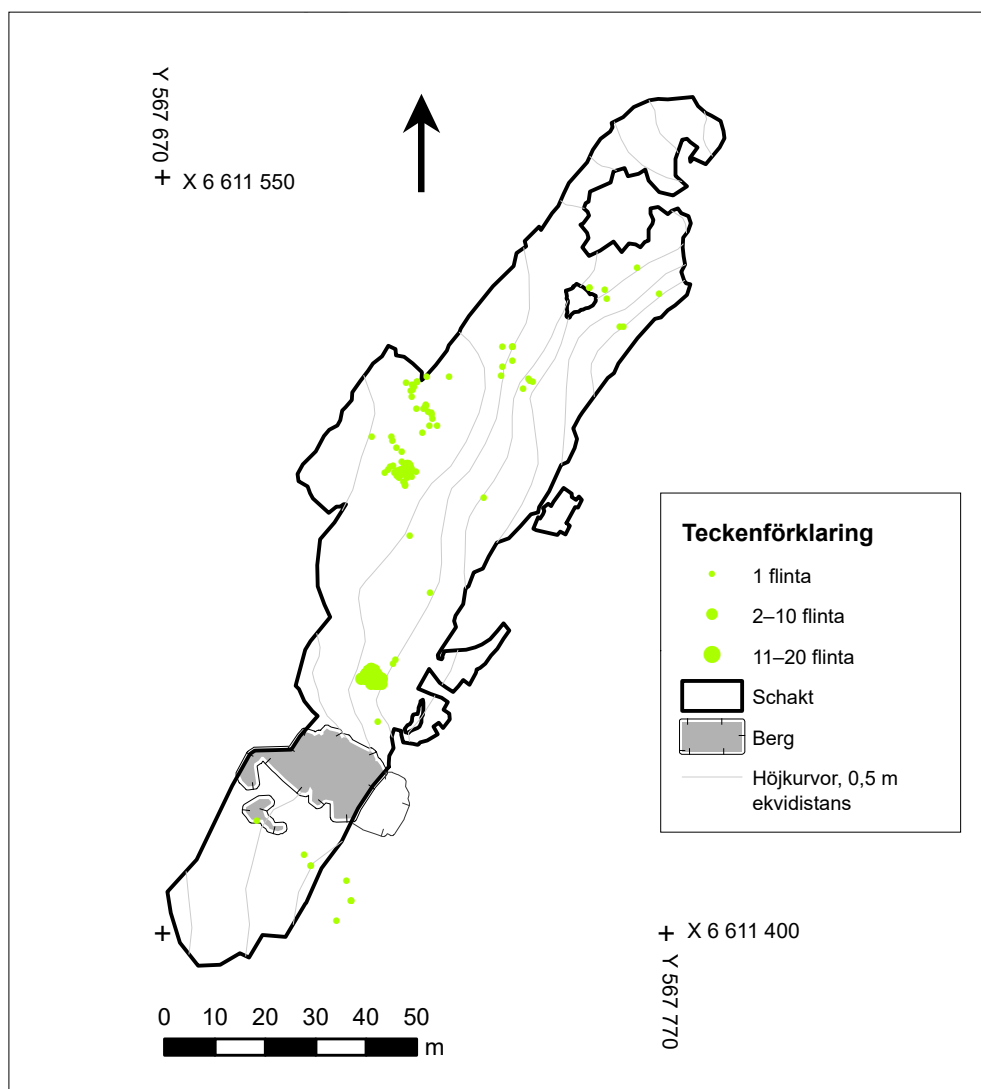 Y 567 670
X 6 611 550
Teckenförklaring
1 flinta
2–10 flinta
11–20 flinta
Schakt
Berg
Höjkurvor, 0,5 m
ekvidistans
X 6 611 400
Y 567 770
0 10 20 30 40 50
m